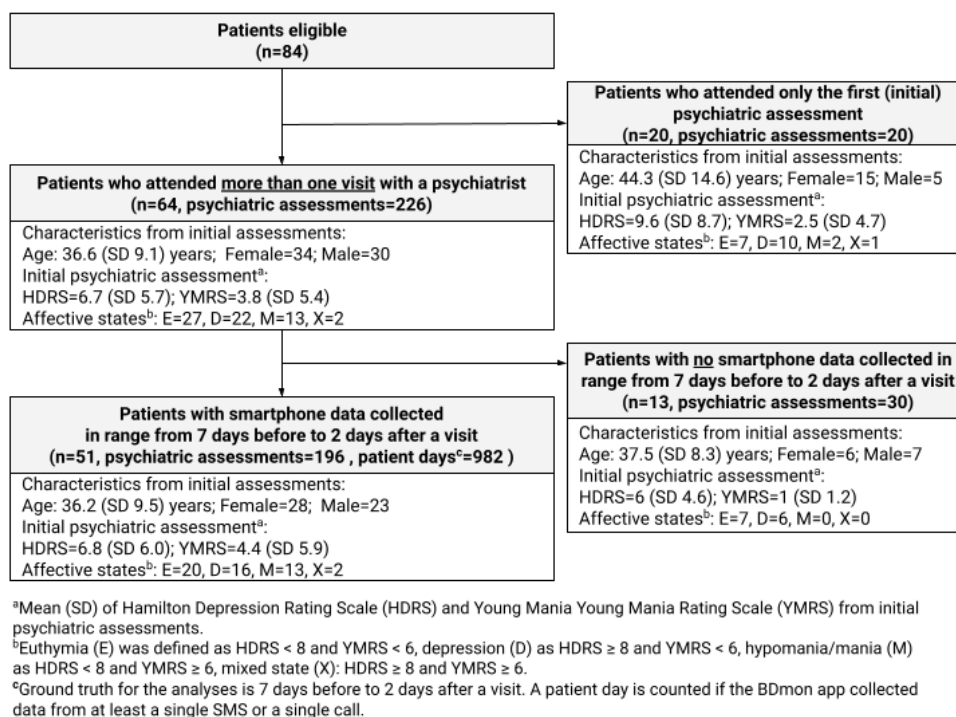 Patients eligible
(n=84)
Patients who attended only the first (initial)
psychiatric assessment
(n=20, psychiatric assessments=20)
Characteristics from initial assessments:
Age: 44.3 (SD 14.6) years; Female=15; Male=5
Initial psychiatric assessmentᵃ:
HDRS=9.6 (SD 8.7); YMRS=2.5 (SD 4.7)
Affective statesᵇ: E=7, D=10, M=2, X=1
Patients who attended more than one visit with a psychiatrist
(n=64, psychiatric assessments=226)
Characteristics from initial assessments:
Age: 36.6 (SD 9.1) years;  Female=34; Male=30
Initial psychiatric assessmentᵃ:
HDRS=6.7 (SD 5.7); YMRS=3.8 (SD 5.4)
Affective statesᵇ: E=27, D=22, M=13, X=2
Patients with no smartphone data collected in
range from 7 days before to 2 days after a visit
(n=13, psychiatric assessments=30)
Characteristics from initial assessments:
Age: 37.5 (SD 8.3) years; Female=6; Male=7
Initial psychiatric assessmentᵃ:
HDRS=6 (SD 4.6); YMRS=1 (SD 1.2)
Affective statesᵇ: E=7, D=6, M=0, X=0
Patients with smartphone data collected
in range from 7 days before to 2 days after a visit
(n=51, psychiatric assessments=196 , patient daysᶜ=982 )
Characteristics from initial assessments:
Age: 36.2 (SD 9.5) years; Female=28;  Male=23
Initial psychiatric assessmentᵃ:
HDRS=6.8 (SD 6.0); YMRS=4.4 (SD 5.9)
Affective statesᵇ: E=20, D=16, M=13, X=2
ᵃMean (SD) of Hamilton Depression Rating Scale (HDRS) and Young Mania Young Mania Rating Scale (YMRS) from initial
psychiatric assessments.
ᵇEuthymia (E) was defined as HDRS < 8 and YMRS < 6, depression (D) as HDRS ≥ 8 and YMRS < 6, hypomania/mania (M)
as HDRS < 8 and YMRS ≥ 6, mixed state (X): HDRS ≥ 8 and YMRS ≥ 6.
ᶜGround truth for the analyses is 7 days before to 2 days after a visit. A patient day is counted if the BDmon app collected
data from at least a single SMS or a single call.